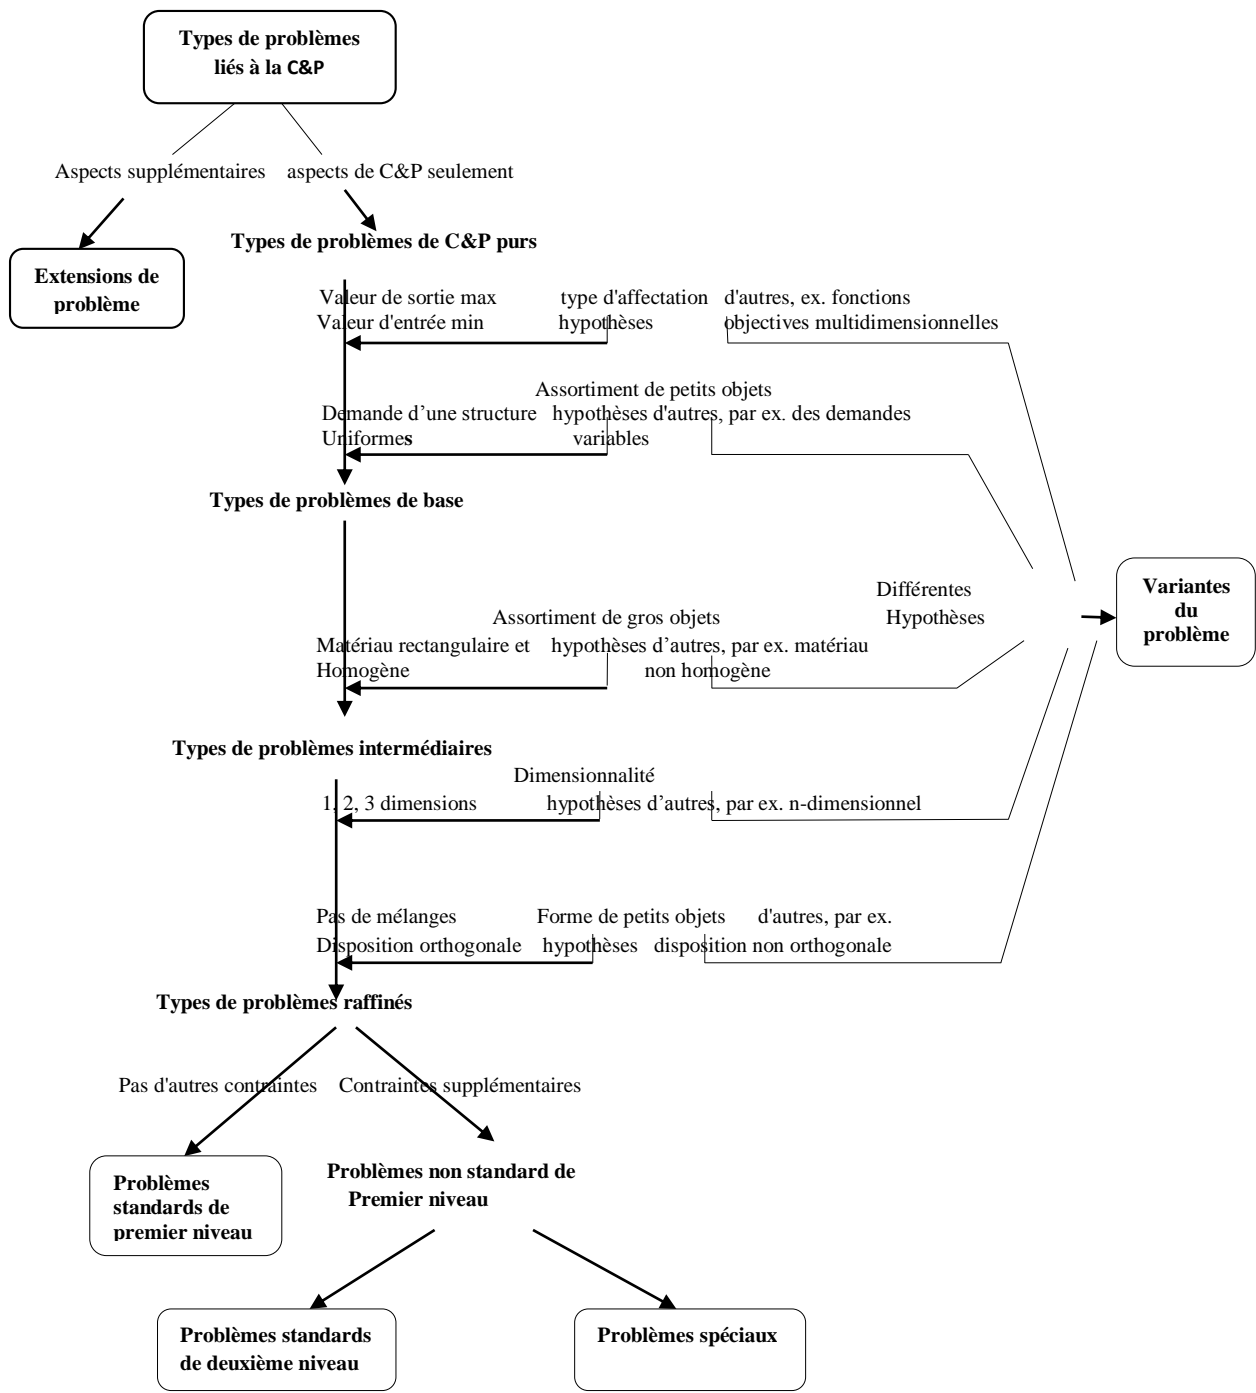 Types de problèmes
liés à la C&P
Aspects supplémentaires aspects de C&P seulement
Types de problèmes de C&P purs
Extensions de
problème
Valeur de sortie max type d'affectation d'autres, ex. fonctions
Valeur d'entrée min hypothèses objectives multidimensionnelles
Assortiment de petits objets
Demande d’une structure hypothèses d'autres, par ex. des demandes
Uniformes variables
Types de problèmes de base
Différentes
Hypothèses
Variantes
du
problème
Assortiment de gros objets
Matériau rectangulaire et hypothèses d’autres, par ex. matériau
Homogène non homogène
Types de problèmes intermédiaires
Dimensionnalité
1, 2, 3 dimensions hypothèses d’autres, par ex. n-dimensionnel
Pas de mélanges Forme de petits objets d'autres, par ex.
Disposition orthogonale hypothèses disposition non orthogonale
Types de problèmes raffinés
Pas d'autres contraintes Contraintes supplémentaires
Problèmes
standards de
premier niveau
Problèmes non standard de
Premier niveau
Problèmes standards
de deuxième niveau
Problèmes spéciaux